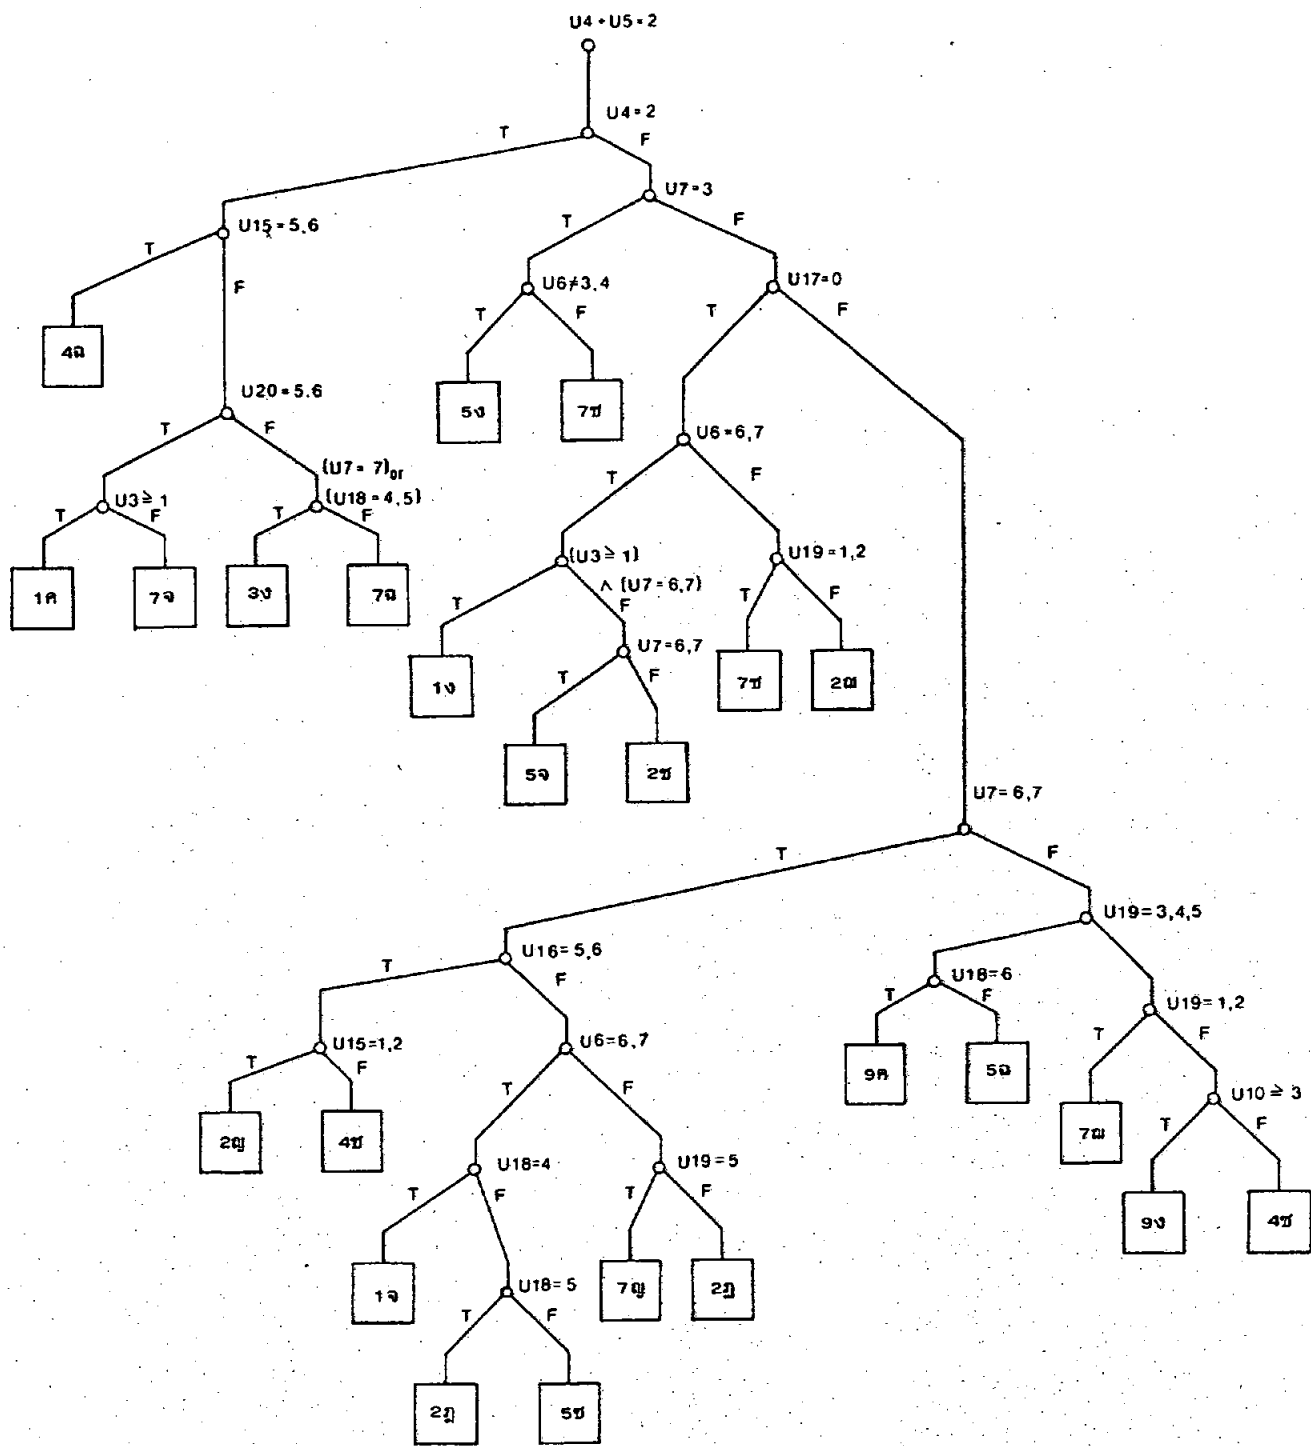 U4 + U5 = 2
U4 = 2
T F
U7 = 3
U15 = 5,6
T F
T
U6≠3,4
U17=0
F
T F
T F
4ฉ
U20 = 5.6
5ง 7ช
U6 = 6,7
T F
(U7 = 7) or
T F
U3 ≥ 1
(U18 = 4,5)
T F
T F
(U3 ≥ 1)
U19 = 1,2
∧ (U7 = 6,7)
1ค 7จ 3ง 7ฉ
T F
T F
U7 = 6,7
T F
1ง
7ซ 2ฌ
5จ 2ช
U7 = 6,7
T F
U19 = 3,4,5
U16 = 5,6
T F
U18 = 6
T F
U19 = 1,2
U15 = 1,2
U6 = 6,7
T F
T F
9ค 5ฉ
T F
U10 ≥ 3
2ญ 4ซ
7ฌ
T F
U18 = 4
U19 = 5
T F
T F
9ง 4ช
1จ
U18 = 5
7ญ 2ฎ
T F
2ฏ 5ช